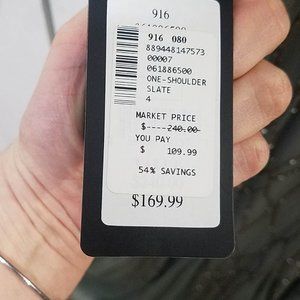 916
916 080
889448147573
00007
061886500
ONE-SHOULDER
SLATE
4
MARKET PRICE
$----240.00-
YOU PAY
$ 109.99
54% SAVINGS
$169.99